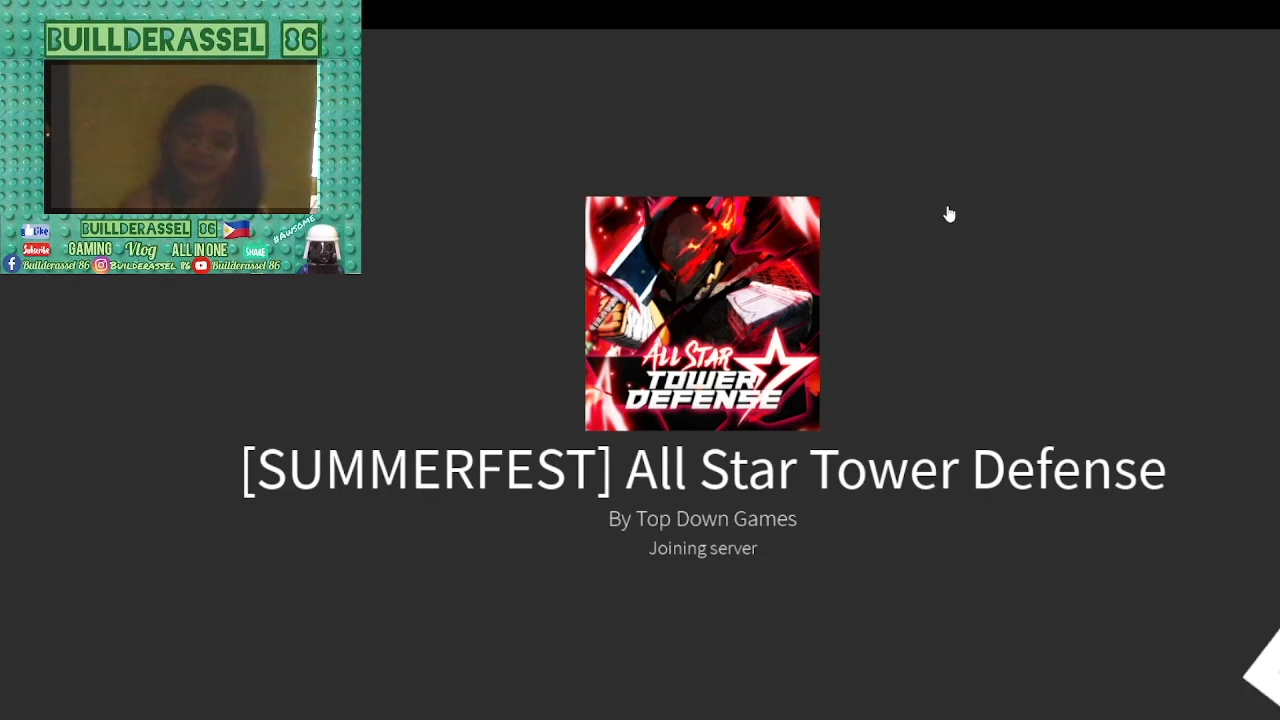 BUILLDERASSEL 86
Like
BUILLDERASSEL 86
#AWSOME
Subscribe
GAMING Vlog ALL IN ONE
SHARE
Builderassel 86 BUILDERASSEL 86 Builderassel 86
ALL STAR
TOWER
DEFENSE
[SUMMERFEST] All Star Tower Defense
By Top Down Games
Joining server